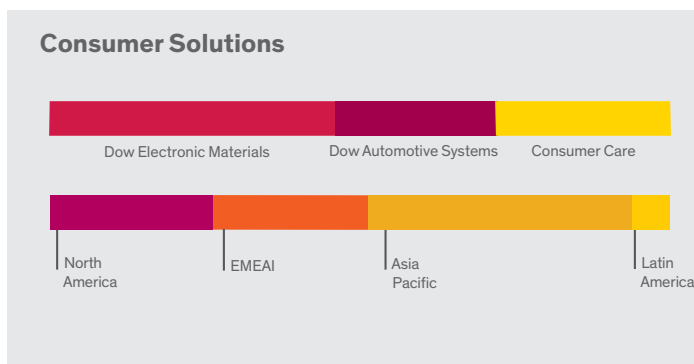 Consumer Solutions
Dow Electronic Materials
Dow Automotive Systems
Consumer Care
North
America
EMEAI
Asia
Pacific
Latin
America